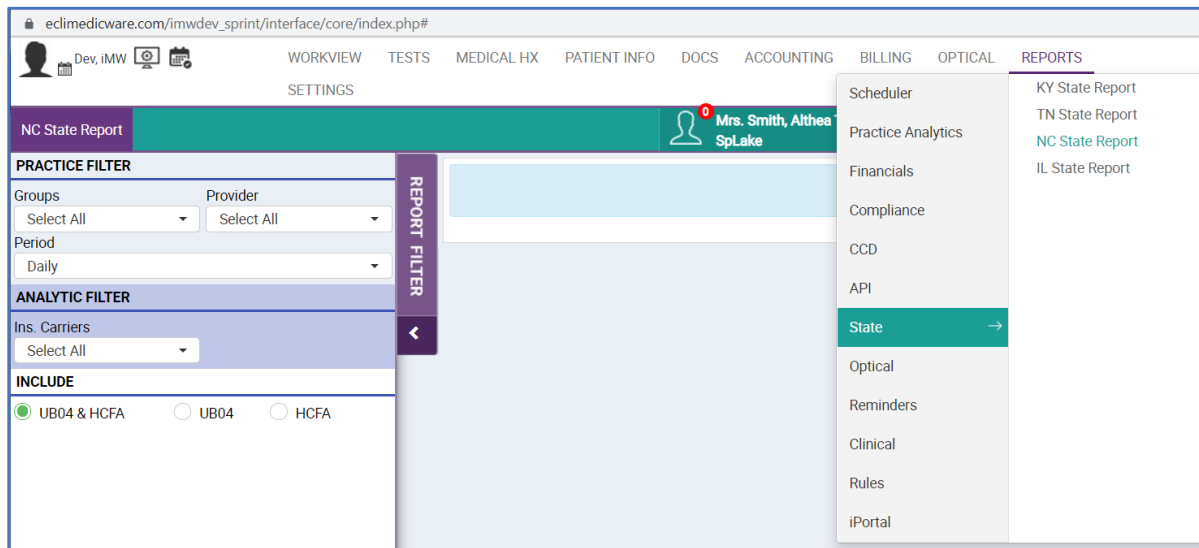 eclimedicware.com/imwdev_sprint/interface/core/index.php#
Dev, iMW
WORKVIEW TESTS MEDICAL HX PATIENT INFO DOCS ACCOUNTING BILLING OPTICAL REPORTS
SETTINGS
NC State Report
0
Mrs. Smith, Althea
SpLake
PRACTICE FILTER
Groups Provider
Select All Select All
Period
Daily
ANALYTIC FILTER
Ins. Carriers
Select All
INCLUDE
UB04 & HCFA UB04 HCFA
REPORT FILTER
Scheduler
Practice Analytics
Financials
Compliance
CCD
API
State
Optical
Reminders
Clinical
Rules
iPortal
KY State Report
TN State Report
NC State Report
IL State Report